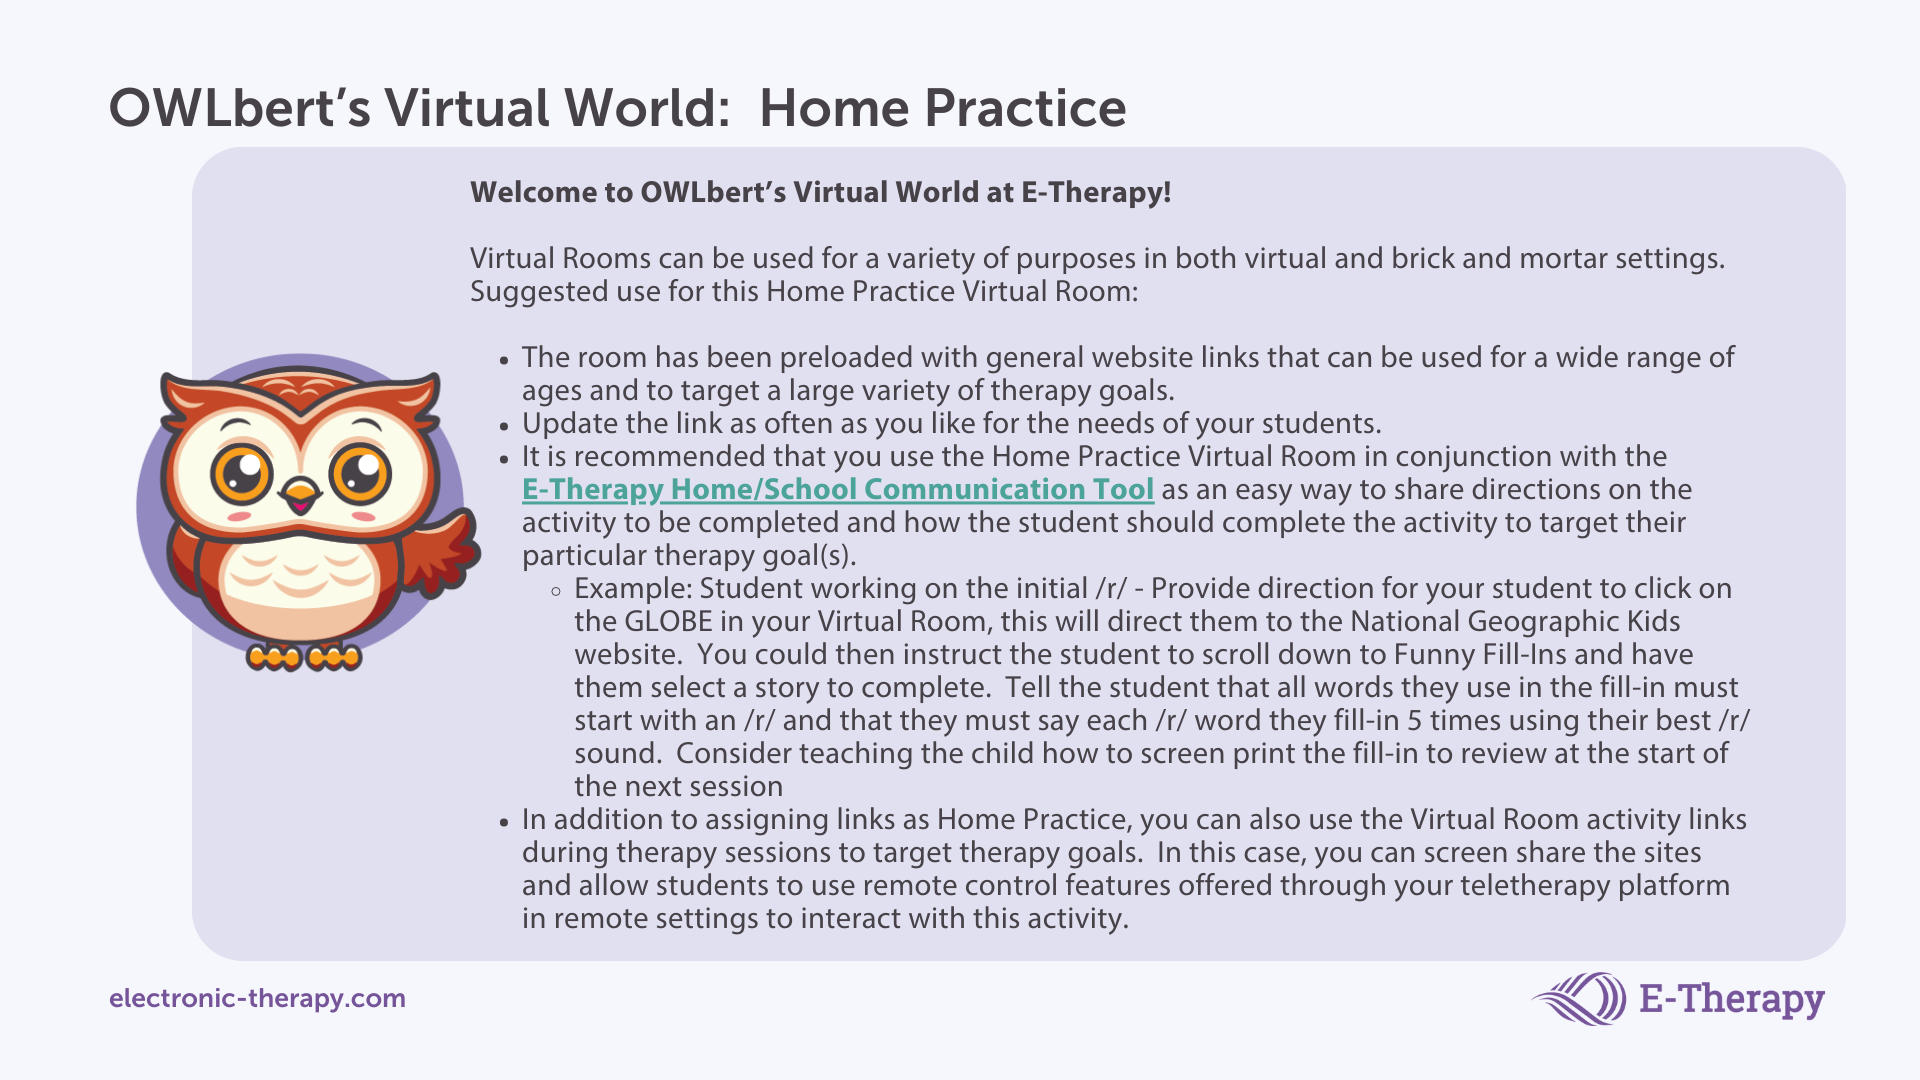 OWLbert’s Virtual World:  Home Practice
Welcome to OWLbert’s Virtual World at E-Therapy!
Virtual Rooms can be used for a variety of purposes in both virtual and brick and mortar settings.
Suggested use for this Home Practice Virtual Room:
• The room has been preloaded with general website links that can be used for a wide range of
ages and to target a large variety of therapy goals.
• Update the link as often as you like for the needs of your students.
• It is recommended that you use the Home Practice Virtual Room in conjunction with the
E-Therapy Home/School Communication Tool as an easy way to share directions on the
activity to be completed and how the student should complete the activity to target their
particular therapy goal(s).
◦ Example: Student working on the initial /r/ - Provide direction for your student to click on
the GLOBE in your Virtual Room, this will direct them to the National Geographic Kids
website.  You could then instruct the student to scroll down to Funny Fill-Ins and have
them select a story to complete.  Tell the student that all words they use in the fill-in must
start with an /r/ and that they must say each /r/ word they fill-in 5 times using their best /r/
sound.  Consider teaching the child how to screen print the fill-in to review at the start of
the next session
• In addition to assigning links as Home Practice, you can also use the Virtual Room activity links
during therapy sessions to target therapy goals.  In this case, you can screen share the sites
and allow students to use remote control features offered through your teletherapy platform
in remote settings to interact with this activity.
electronic-therapy.com
E-Therapy